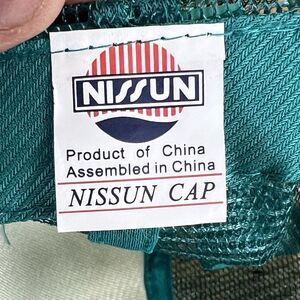 NISSUN
Product of China
Assembled in China
NISSUN CAP